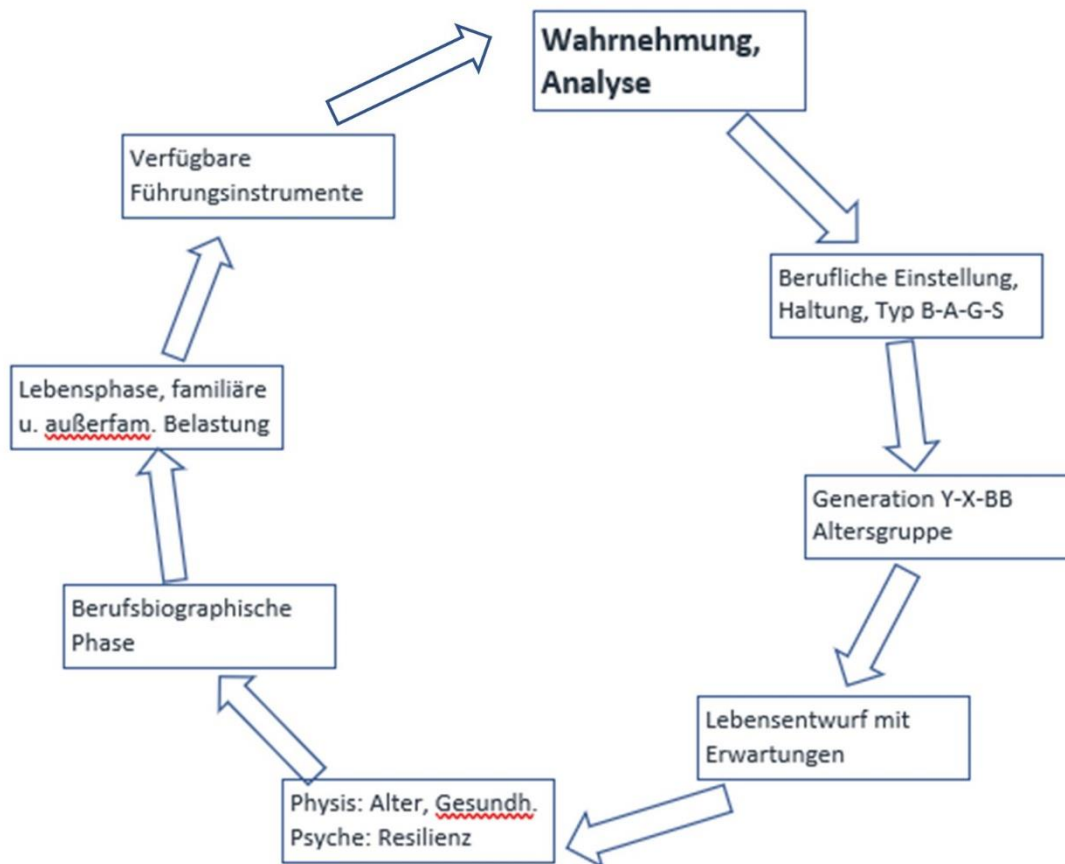 Wahrnehmung,
Analyse
Berufliche Einstellung,
Haltung, Typ B-A-G-S
Generation Y-X-BB
Altersgruppe
Lebensentwurf mit
Erwartungen
Physis: Alter, Gesundh.
Psyche: Resilienz
Berufsbiographische
Phase
Lebensphase, familiäre
u. außerfam. Belastung
Verfügbare
Führungsinstrumente